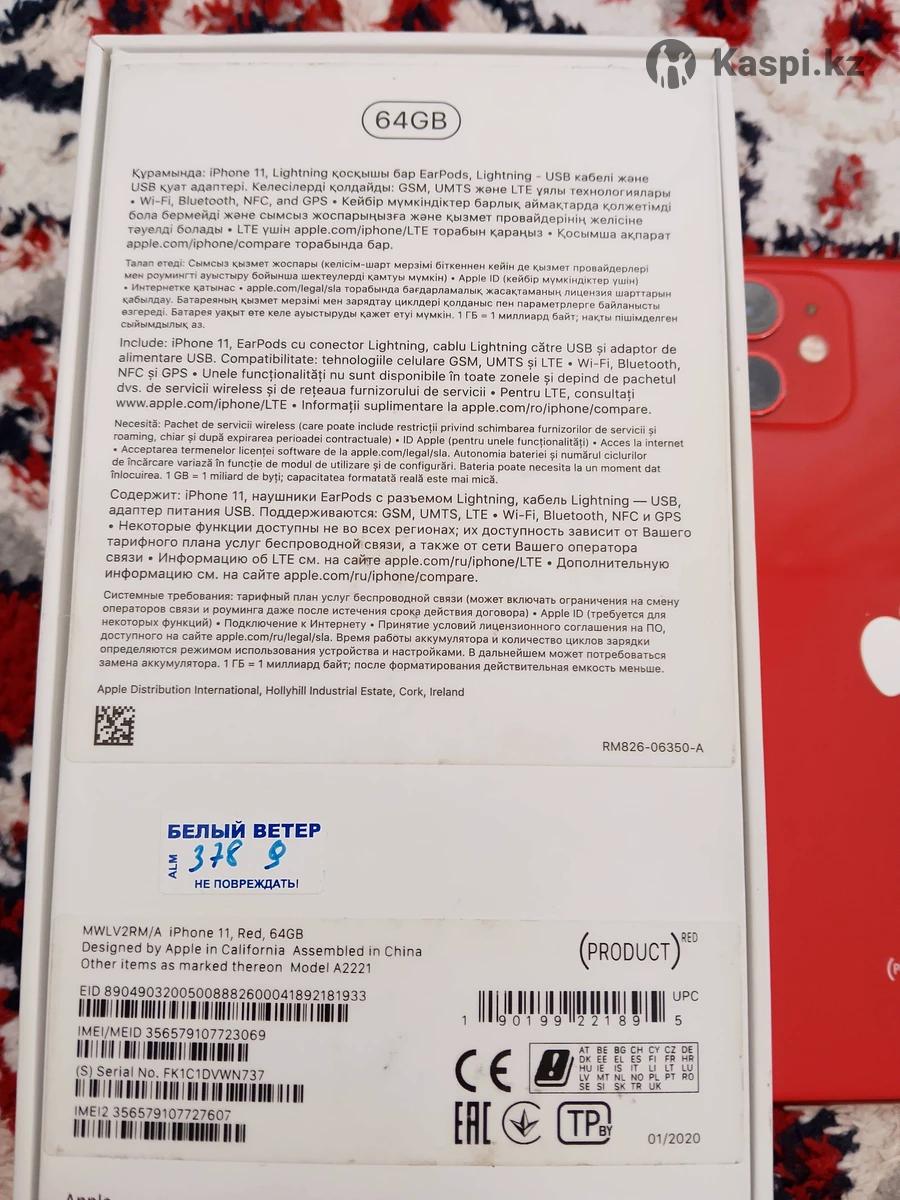 Kaspi.kz
64GB
Құрамында: iPhone 11, Lightning қосқышы бар EarPods, Lightning - USB кабелі және
USB қуат адаптері. Келесілерді қолдайды: GSM, UMTS және LTE ұялы технологиялары
• Wi-Fi, Bluetooth, NFC, and GPS • Кейбір мүмкіндіктер барлық аймақтарда қолжетімді
бола бермейді және сымсыз жоспарыңызға және қызмет провайдерінің желісіне
тәуелді болады • LTE үшін apple.com/iphone/LTE торабын қараңыз • Қосымша ақпарат
apple.com/iphone/compare торабында бар.
Талап етеді: Сымсыз қызмет жоспары (келісім-шарт мерзімі біткеннен кейін де қызмет провайдерлері
мен роумингті ауыстыру бойынша шектеулерді қамтуы мүмкін) • Apple ID (кейбір мүмкіндіктер үшін)
• Интернетке қатынас • apple.com/legal/sla торабында бағдарламалық жасақтаманың лицензия шарттарын
қабылдау. Батареяның қызмет мерзімі мен зарядтау циклдері қолданыс пен параметрлерге байланысты
өзгереді. Батарея уақыт өте келе ауыстыруды қажет етуі мүмкін. 1 ГБ = 1 миллиард байт; нақты пішімделген
сыйымдылық аз.
Include: iPhone 11, EarPods cu conector Lightning, cablu Lightning către USB și adaptor de
alimentare USB. Compatibilitate: tehnologiile celulare GSM, UMTS și LTE • Wi-Fi, Bluetooth,
NFC și GPS • Unele funcționalități nu sunt disponibile în toate zonele și depind de pachetul
dvs. de servicii wireless și de rețeaua furnizorului de servicii • Pentru LTE, consultați
www.apple.com/iphone/LTE • Informații suplimentare la apple.com/ro/iphone/compare.
Necesită: Pachet de servicii wireless (care poate include restricții privind schimbarea furnizorilor de servicii și
roaming, chiar și după expirarea perioadei contractuale) • ID Apple (pentru unele funcționalități) • Acces la internet
• Acceptarea termenelor licenței software de la apple.com/legal/sla. Autonomia bateriei și numărul ciclurilor
de încărcare variază în funcție de modul de utilizare și de configurări. Bateria poate necesita la un moment dat
înlocuirea. 1 GB = 1 miliard de byți; capacitatea formatată reală este mai mică.
Содержит: iPhone 11, наушники EarPods с разъемом Lightning, кабель Lightning — USB,
адаптер питания USB. Поддерживаются: GSM, UMTS, LTE • Wi-Fi, Bluetooth, NFC и GPS
• Некоторые функции доступны не во всех регионах; их доступность зависит от Вашего
тарифного плана услуг беспроводной связи, а также от сети Вашего оператора
связи • Информацию об LTE см. на сайте apple.com/ru/iphone/LTE • Дополнительную
информацию см. на сайте apple.com/ru/iphone/compare.
Системные требования: тарифный план услуг беспроводной связи (может включать ограничения на смену
операторов связи и роуминга даже после истечения срока действия договора) • Apple ID (требуется для
некоторых функций) • Подключение к Интернету • Принятие условий лицензионного соглашения на ПО,
доступного на сайте apple.com/ru/legal/sla. Время работы аккумулятора и количество циклов зарядки
определяются режимом использования устройства и настройками. В дальнейшем может потребоваться
замена аккумулятора. 1 ГБ = 1 миллиард байт; после форматирования действительная емкость меньше.
Apple Distribution International, Hollyhill Industrial Estate, Cork, Ireland
RM826-06350-A
БЕЛЫЙ ВЕТЕР
ALM 378 9
НЕ ПОВРЕЖДАТЬ!
MWLV2RM/A iPhone 11, Red, 64GB
Designed by Apple in California Assembled in China
Other items as marked thereon Model A2221
(PRODUCT)RED
EID 89049032005008882600041892181933
UPC
1 90199 22189 5
IMEI/MEID 356579107723069
(S) Serial No. FK1C1DVWN737
IMEI2 356579107727607
CE
AT BE BG CH CY CZ DE
DK EE EL ES FI FR HR
HU IE IS IT LI LT LU
LV MT NL NO PL PT RO
SE SI SK TR UK
EAC
TP BY
01/2020